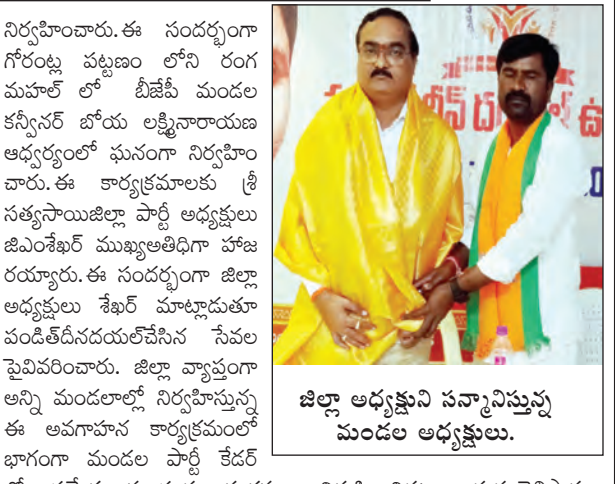 నిర్వహించారు.ఈ సందర్భంగా
గోరంట్ల పట్టణం లోని రంగ
మహల్ లో బీజేపీ మండల
కన్వీనర్ బోయ లక్ష్మినారాయణ
ఆధ్వర్యంలో ఘనంగా నిర్వహిం
చారు.ఈ కార్యక్రమాలకు శ్రీ
సత్యసాయిజిల్లా పార్టీ అధ్యక్షులు
జిఎంశేఖర్ ముఖ్యఅతిధిగా హాజ
రయ్యారు.ఈ సందర్భంగా జిల్లా
అధ్యక్షులు శేఖర్ మాట్లాడుతూ
పండిత్‌దీనదయల్‌చేసిన సేవల
పైవివరించారు. జిల్లా వ్యాప్తంగా
అన్ని మండలాల్లో నిర్వహిస్తున్న
ఈ అవగాహన కార్యక్రమంలో
భాగంగా మండల పార్టీ కేడర్
జిల్లా అధ్యక్షుని సన్మానిస్తున్న
మండల అధ్యక్షులు.